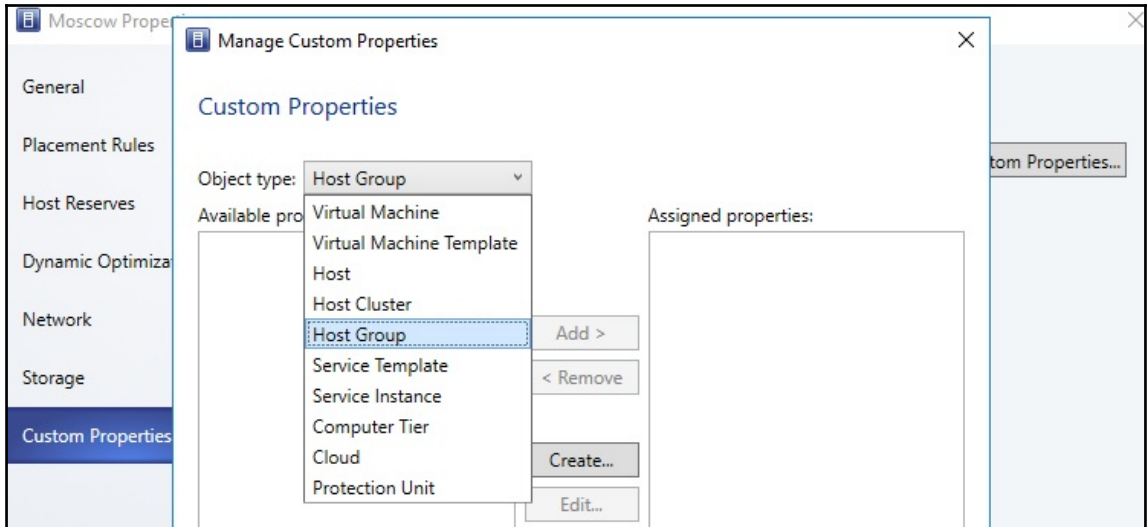 Moscow Prope
Manage Custom Properties
General
Placement Rules
Host Reserves
Dynamic Optimiza
Network
Storage
Custom Properties
Custom Properties
Object type: Host Group
Available pro
Virtual Machine
Virtual Machine Template
Host
Host Cluster
Host Group
Service Template
Service Instance
Computer Tier
Cloud
Protection Unit
Assigned properties:
Add >
< Remove
Create...
Edit...
tom Properties...